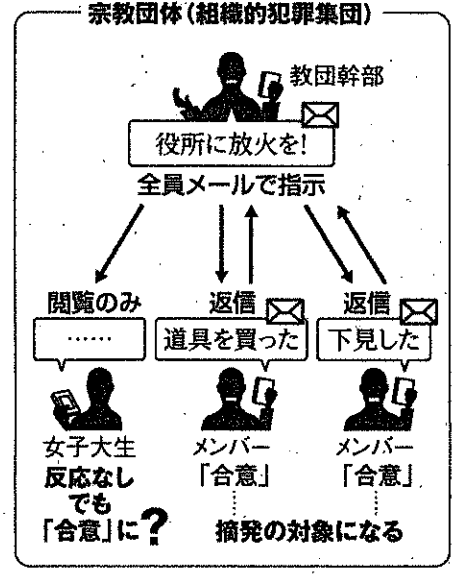 宗教団体(組織的犯罪集団)
教団幹部
役所に放火を!
全員メールで指示
閲覧のみ
返信
返信
……
道具を買った
下見した
女子大生
メンバー
メンバー
反応なし
でも
「合意」に?
「合意」
「合意」
摘発の対象になる